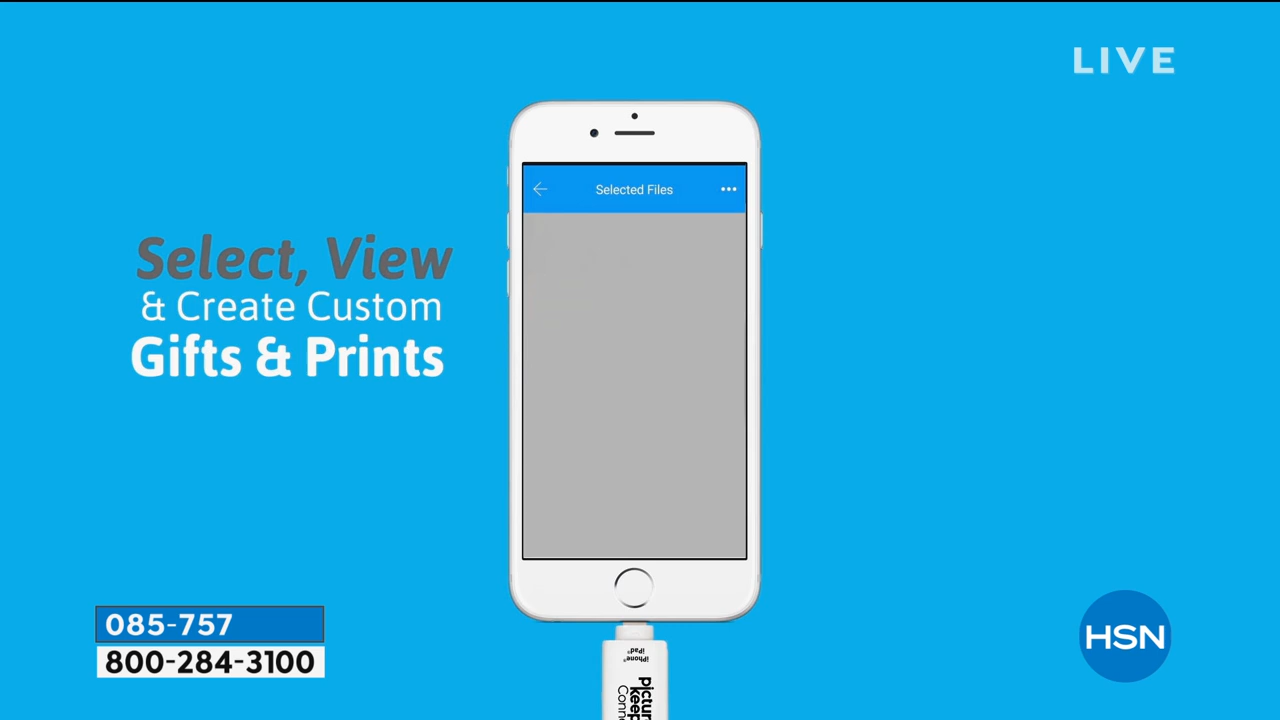 LIVE
Selected Files
Select, View
& Create Custom
Gifts & Prints
085-757
800-284-3100
HSN
iPhone®
iPad®